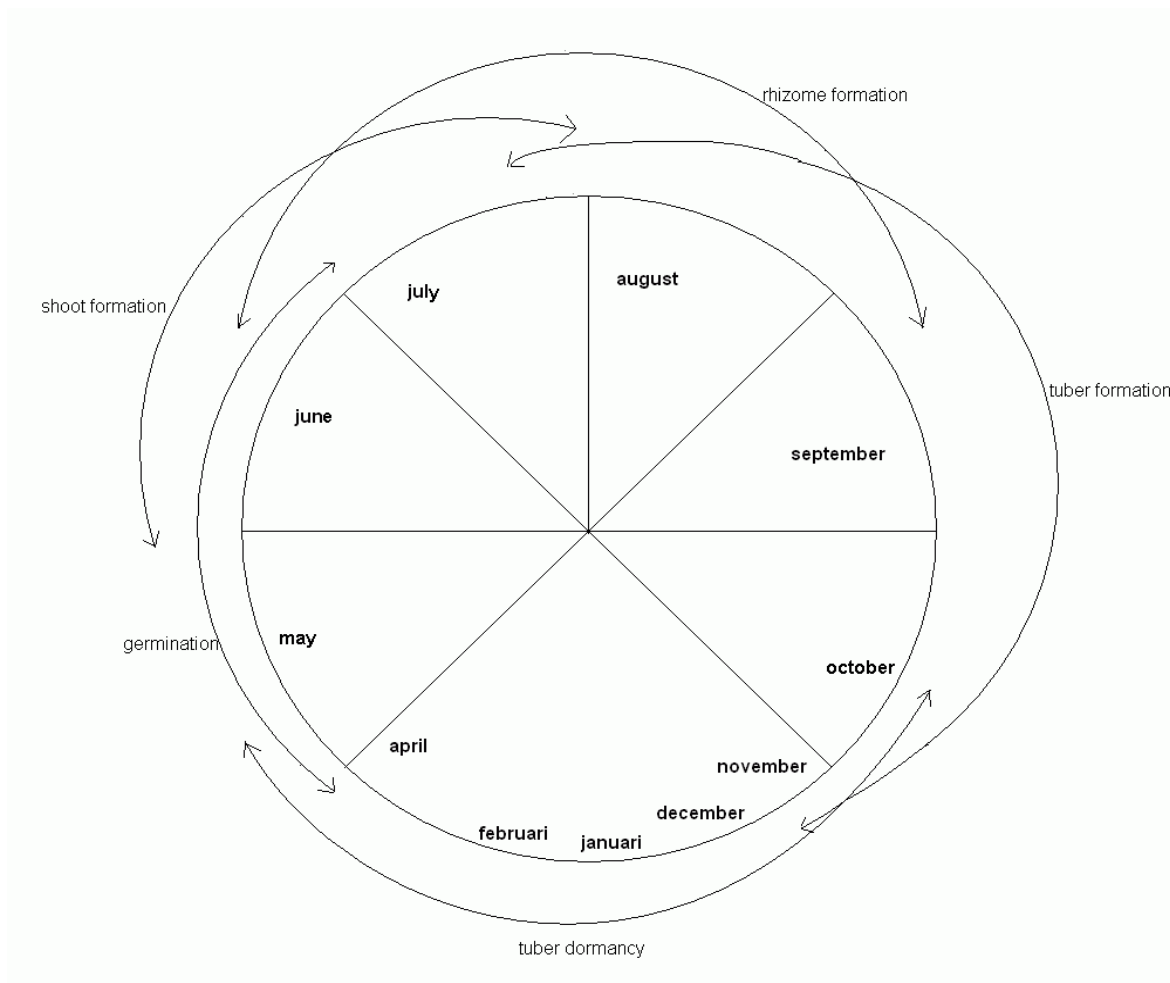 rhizome formation
shoot formation
july
august
june
tuber formation
september
germination
may
october
april
november
december
februari
januari
tuber dormancy